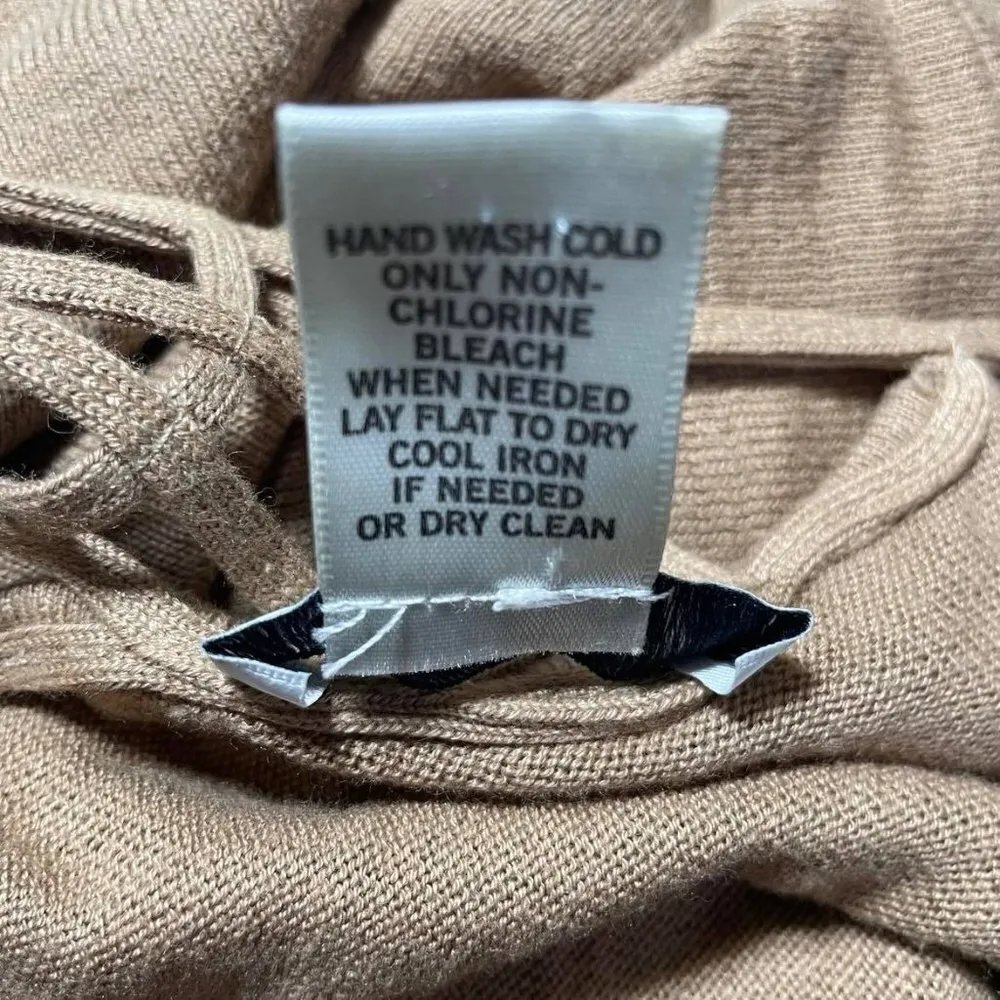 HAND WASH COLD
ONLY NON-
CHLORINE
BLEACH
WHEN NEEDED
LAY FLAT TO DRY
COOL IRON
IF NEEDED
OR DRY CLEAN